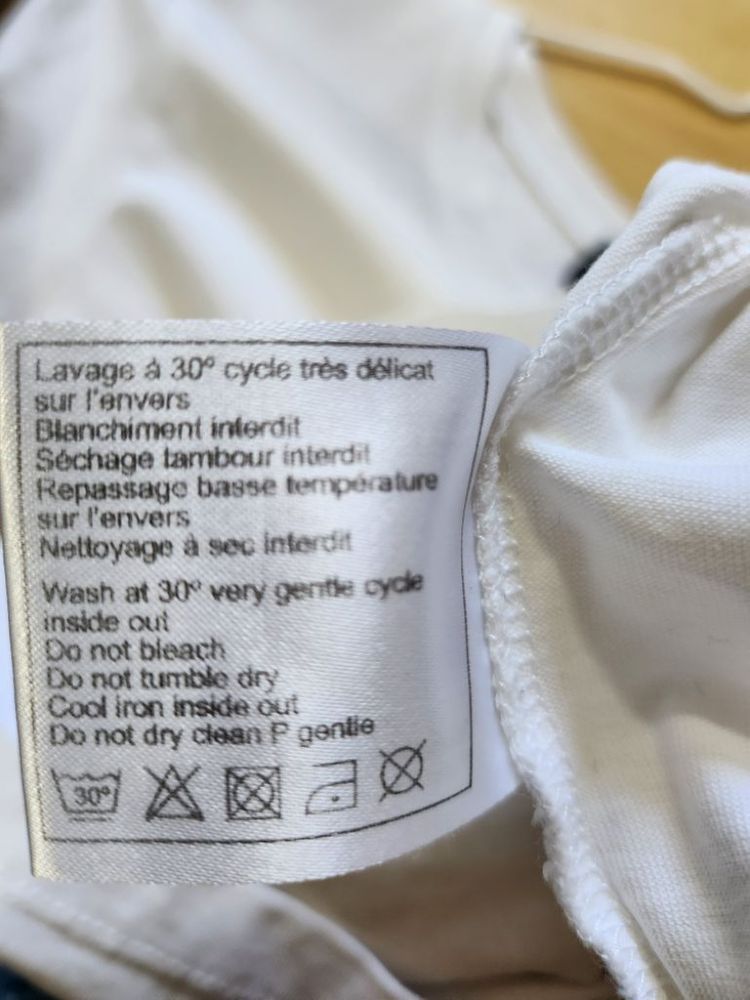 Lavage à 30° cycle très délicat
sur l'envers
Blanchiment interdit
Séchage tambour interdit
Repassage basse température
sur l'envers
Nettoyage à sec interdit
Wash at 30° very gentle cycle
inside out
Do not bleach
Do not tumble dry
Cool iron inside out
Do not dry clean P gentle
30°